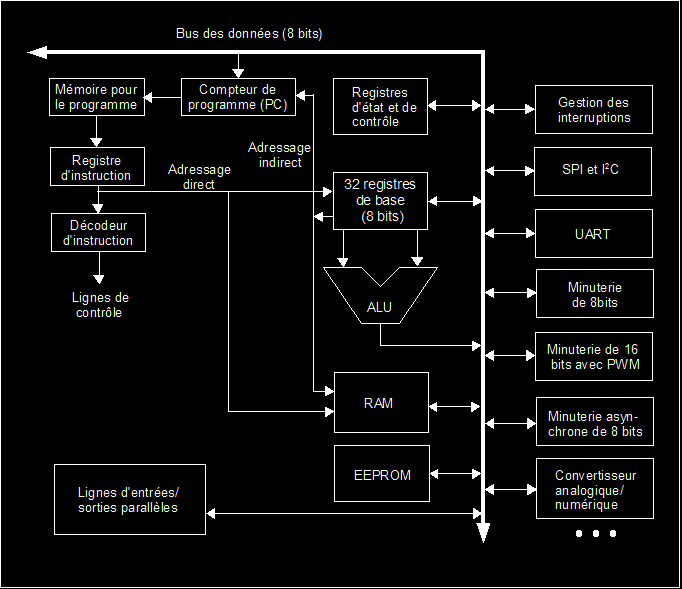 Bus des données (8 bits)
Mémoire pour
le programme
Compteur de
programme (PC)
Registres
d'état et de
contrôle
Gestion des
interruptions
Registre
d'instruction
Adressage
direct
Adressage
indirect
32 registres
de base
(8 bits)
SPI et I²C
Décodeur
d'instruction
UART
Lignes de
contrôle
ALU
Minuterie
de 8bits
Minuterie de 16
bits avec PWM
RAM
Minuterie asyn-
chrone de 8 bits
EEPROM
Convertisseur
analogique/
numérique
Lignes d'entrées/
sorties parallèles